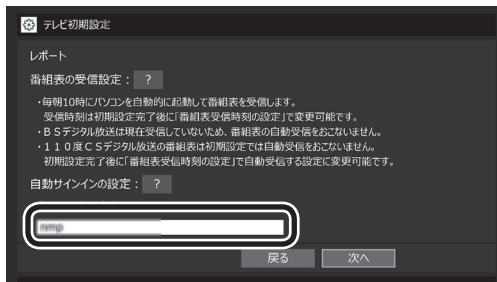 テレビ初期設定
レポート
番組表の受信設定： ?
・毎朝10時にパソコンを自動的に起動して番組表を受信します。
受信時刻は初期設定完了後に「番組表受信時刻の設定」で変更可能です。
・ＢＳデジタル放送は現在受信していないため、番組表の自動受信をおこないません。
・１１０度ＣＳデジタル放送の番組表は初期設定では自動受信をおこないません。
初期設定完了後に「番組表受信時刻の設定」で自動受信する設定に変更可能です。
自動サインインの設定： ?
戻る 次へ